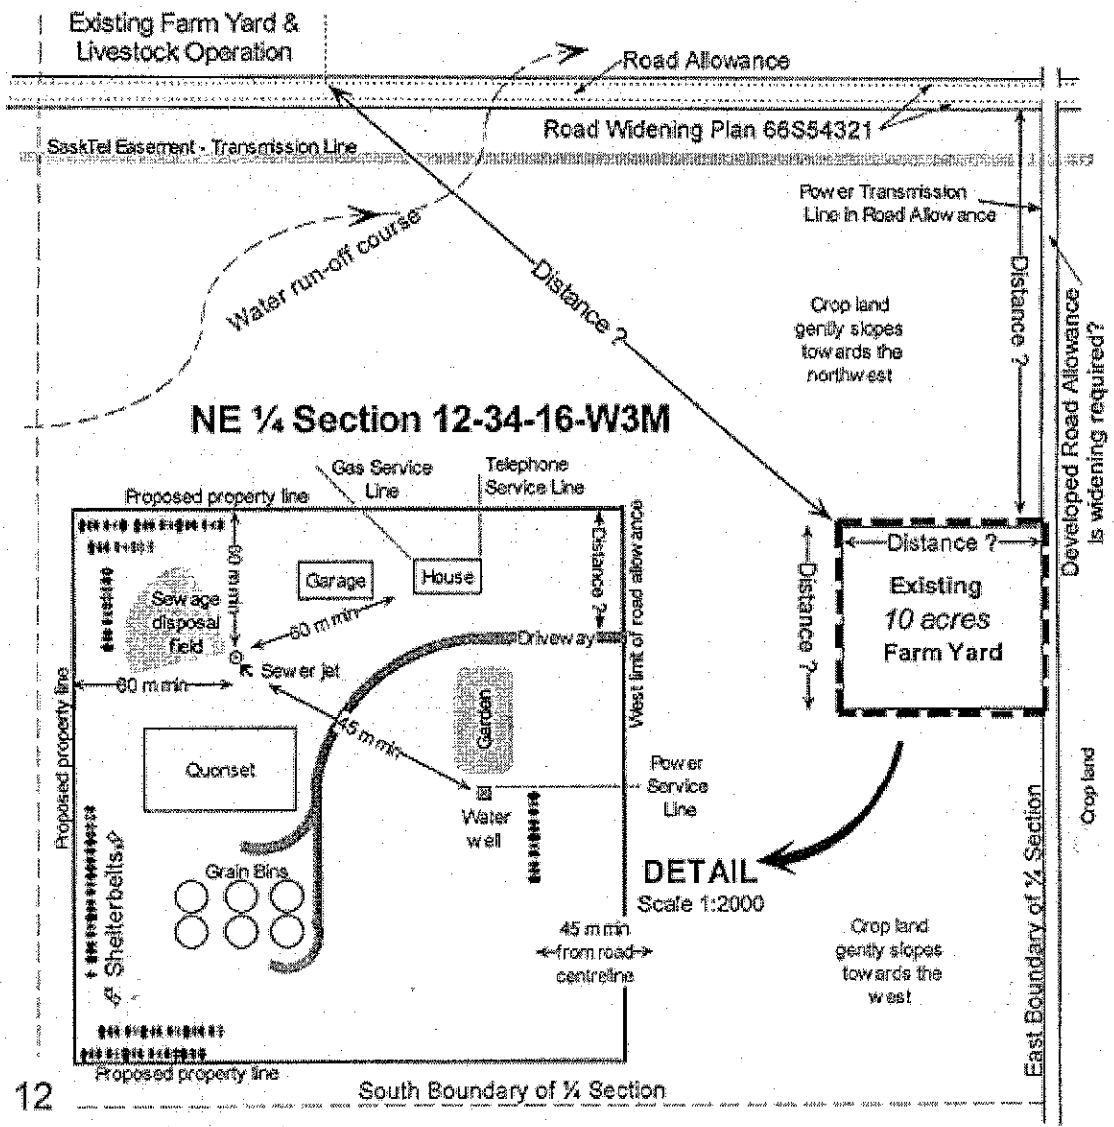 Existing Farm Yard &
Livestock Operation
Road Allowance
Road Widening Plan 66S54321
SaskTel Easement - Transmission Line
Power Transmission
Line in Road Allowance
Water run-off course
Distance ?
Distance ?
Crop land
gently slopes
towards the
northwest
Developed Road Allowance
Is widening required?
NE ¼ Section 12-34-16-W3M
Gas Service
Line
Telephone
Service Line
Proposed property line
60 m min
Garage
House
Distance ?
West limit of road allowance
Distance ?
Distance ?
Existing
10 acres
Farm Yard
Sewage
disposal
field
60 m min
Driveway
Sewer jet
60 m min
45 m min
Garden
Proposed property line
Quonset
Power
Service
Line
Water
well
Crop land
DETAIL
Scale 1:2000
Grain Bins
Shelterbelts
45 m min
from road
centreline
Crop land
gently slopes
towards the
west
East Boundary of ¼ Section
Proposed property line
South Boundary of ¼ Section
12